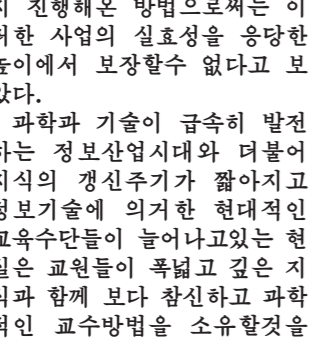 지 진행해온 방법으로써는 이
러한 사업의 실효성을 응당한
높이에서 보장할수 없다고 보
았다.
과학과 기술이 급속히 발전
하는 정보산업시대와 더불어
지식의 갱신주기가 짧아지고
정보기술에 의거한 현대적인
교육수단들이 늘어나고있는 현
실은 교원들이 폭넓고 깊은 지
식과 함께 보다 참신하고 과학
적인 교수방법을 소유할것을